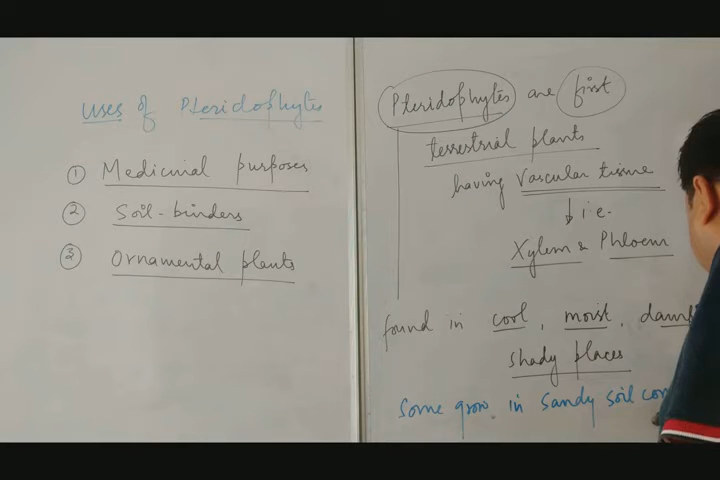 Uses of Pteridophytes
① Medicinal purposes
② Soil-binders
③ Ornamental plants
Pteridophytes are first
terrestrial plants
having vascular tissue
↓ i.e.
Xylem & Phloem
found in cool, moist,
shady places
Some grow in sandy soil